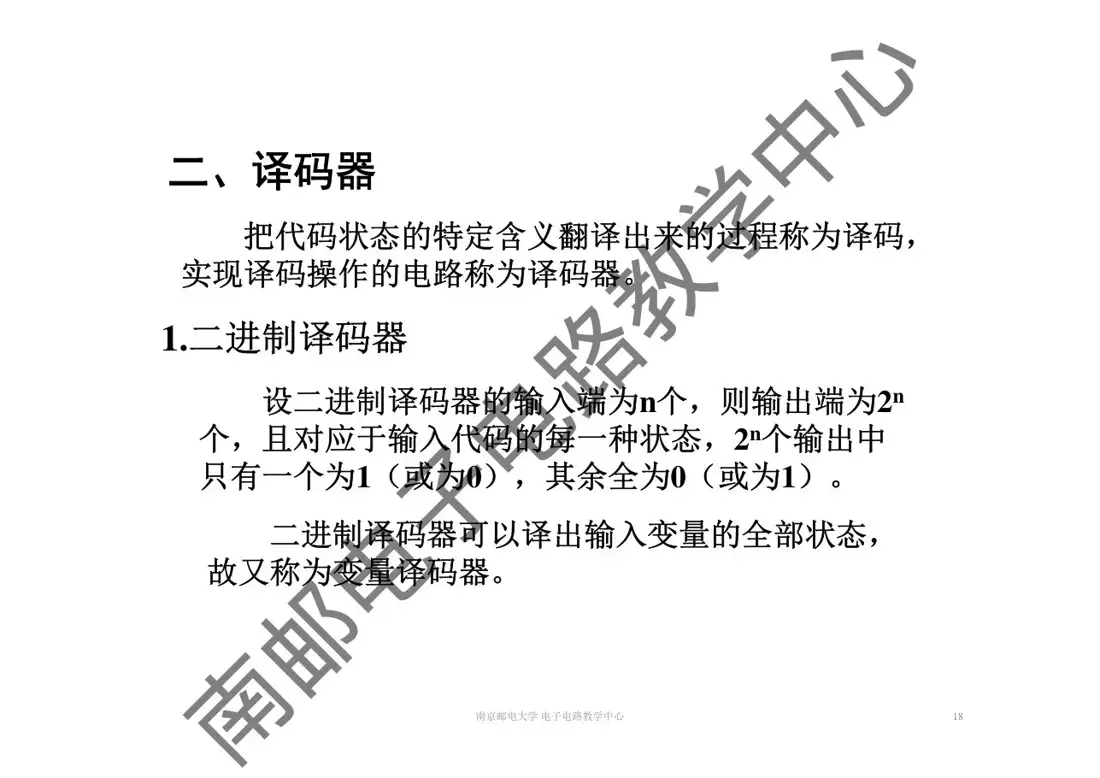 二、译码器
把代码状态的特定含义翻译出来的过程称为译码，
实现译码操作的电路称为译码器。
1.二进制译码器
设二进制译码器的输入端为n个，则输出端为2ⁿ
个，且对应于输入代码的每一种状态，2ⁿ个输出中
只有一个为1（或为0），其余全为0（或为1）。
二进制译码器可以译出输入变量的全部状态，
故又称为变量译码器。
南邮电子电路教学中心
南京邮电大学 电子电路教学中心
18